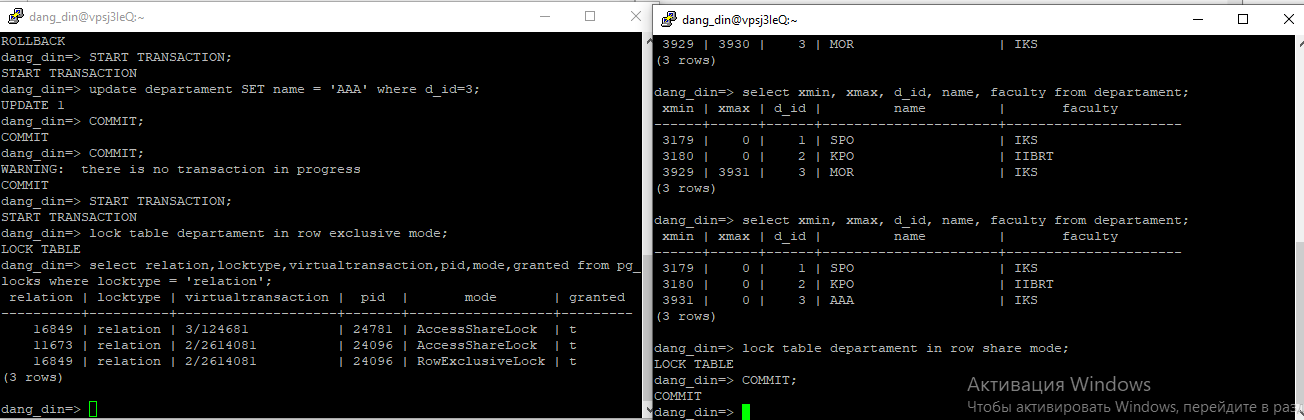 dang_din@vpsj3leQ:~
ROLLBACK
dang_din=> START TRANSACTION;
START TRANSACTION
dang_din=> update departament SET name = 'AAA' where d_id=3;
UPDATE 1
dang_din=> COMMIT;
COMMIT
dang_din=> COMMIT;
WARNING:  there is no transaction in progress
COMMIT
dang_din=> START TRANSACTION;
START TRANSACTION
dang_din=> lock table departament in row exclusive mode;
LOCK TABLE
dang_din=> select relation,locktype,virtualtransaction,pid,mode,granted from pg_
locks where locktype = 'relation';
 relation | locktype | virtualtransaction |  pid  |       mode       | granted
----------+----------+--------------------+-------+------------------+---------
    16849 | relation | 3/124681           | 24781 | AccessShareLock  | t
    11673 | relation | 2/2614081          | 24096 | AccessShareLock  | t
    16849 | relation | 2/2614081          | 24096 | RowExclusiveLock | t
(3 rows)
dang_din=>
dang_din@vpsj3leQ:~
 3929 | 3930 |    3 | MOR                  | IKS
(3 rows)
dang_din=> select xmin, xmax, d_id, name, faculty from departament;
 xmin | xmax | d_id |         name         |       faculty
------+------+------+----------------------+----------------------
 3179 |    0 |    1 | SPO                  | IKS
 3180 |    0 |    2 | KPO                  | IIBRT
 3929 | 3931 |    3 | MOR                  | IKS
(3 rows)
dang_din=> select xmin, xmax, d_id, name, faculty from departament;
 xmin | xmax | d_id |         name         |       faculty
------+------+------+----------------------+----------------------
 3179 |    0 |    1 | SPO                  | IKS
 3180 |    0 |    2 | KPO                  | IIBRT
 3931 |    0 |    3 | AAA                  | IKS
(3 rows)
dang_din=> lock table departament in row share mode;
LOCK TABLE
dang_din=> COMMIT;
COMMIT
dang_din=>
Активация Windows
Чтобы активировать Windows, перейдите в раз